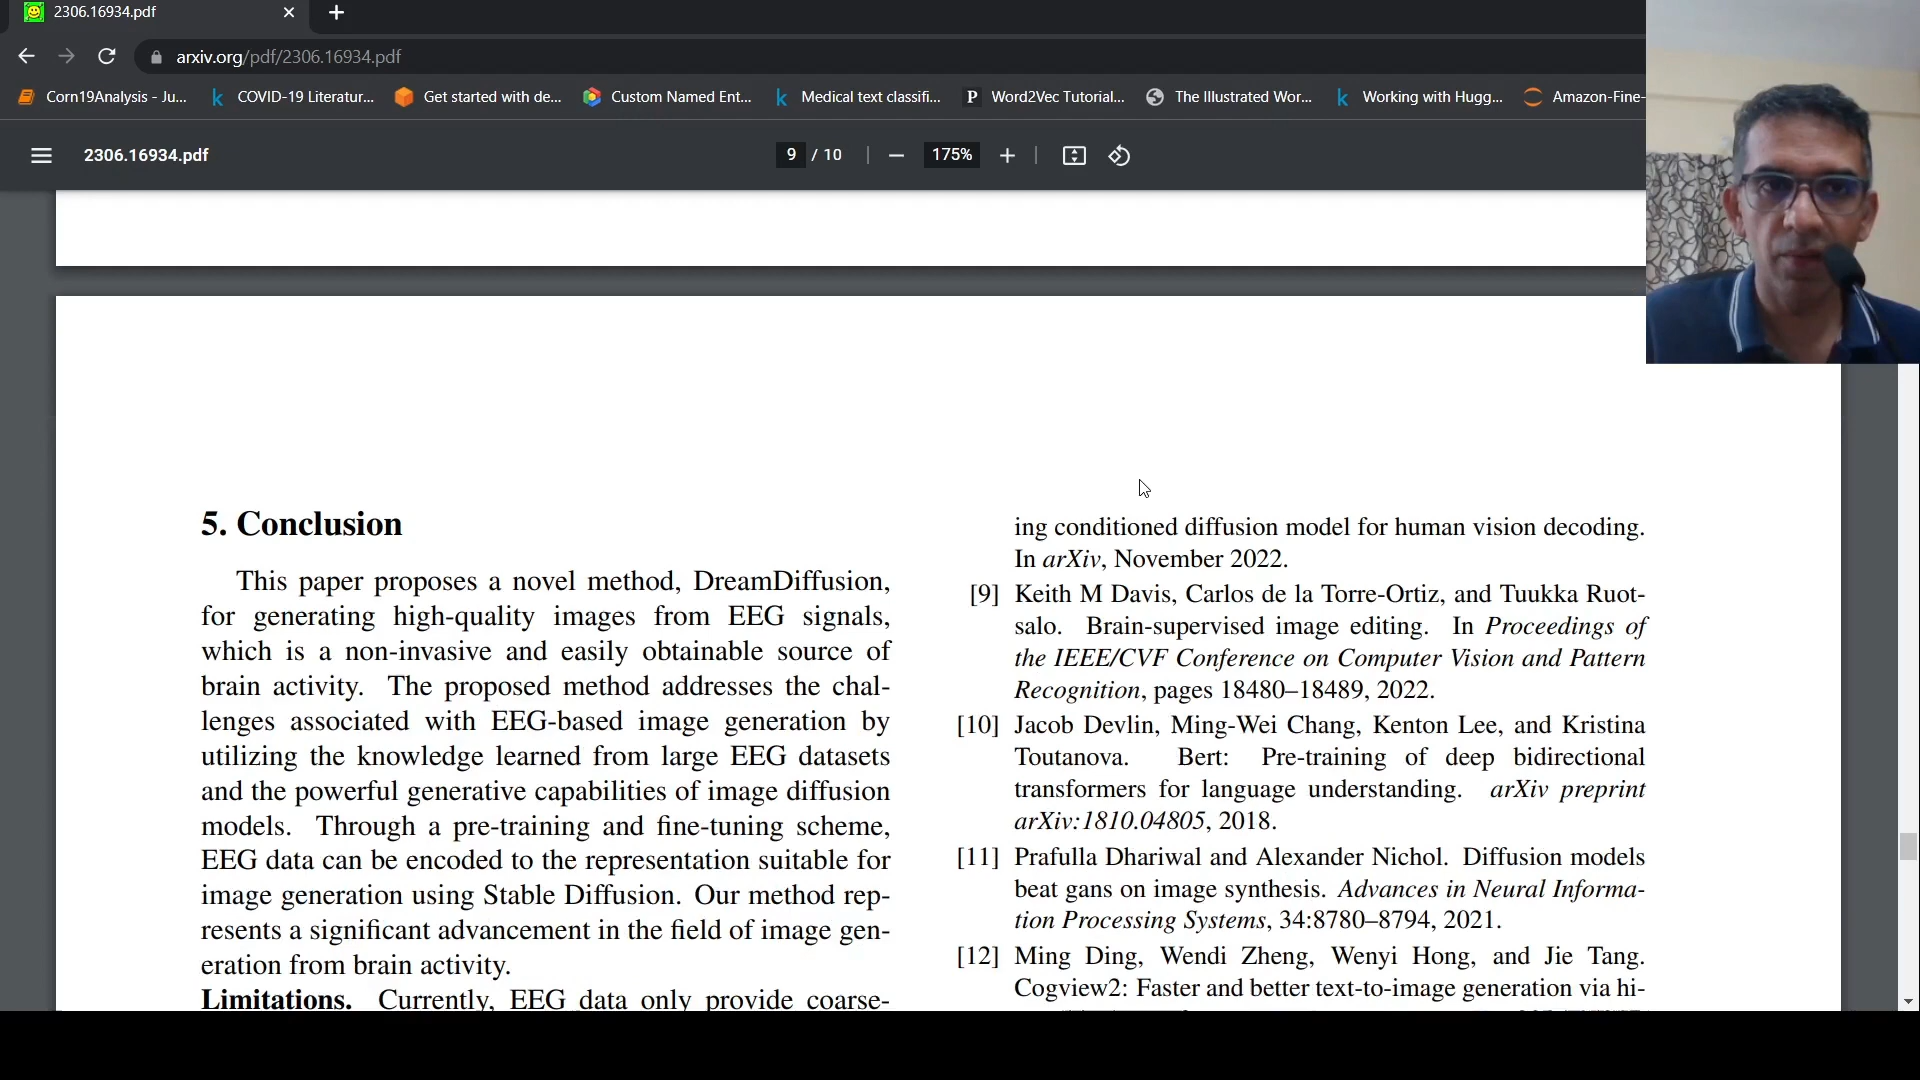 2306.16934.pdf
arxiv.org/pdf/2306.16934.pdf
Corn19Analysis - Ju...
COVID-19 Literatur...
Get started with de...
Custom Named Ent...
Medical text classifi...
P Word2Vec Tutorial...
The Illustrated Wor...
Working with Hugg...
Amazon-Fine-
2306.16934.pdf
9 / 10
175%
5. Conclusion
This paper proposes a novel method, DreamDiffusion,
for generating high-quality images from EEG signals,
which is a non-invasive and easily obtainable source of
brain activity. The proposed method addresses the chal-
lenges associated with EEG-based image generation by
utilizing the knowledge learned from large EEG datasets
and the powerful generative capabilities of image diffusion
models. Through a pre-training and fine-tuning scheme,
EEG data can be encoded to the representation suitable for
image generation using Stable Diffusion. Our method rep-
resents a significant advancement in the field of image gen-
eration from brain activity.
Limitations. Currently, EEG data only provide coarse-
ing conditioned diffusion model for human vision decoding.
In arXiv, November 2022.
[9] Keith M Davis, Carlos de la Torre-Ortiz, and Tuukka Ruot-
salo. Brain-supervised image editing. In Proceedings of
the IEEE/CVF Conference on Computer Vision and Pattern
Recognition, pages 18480–18489, 2022.
[10] Jacob Devlin, Ming-Wei Chang, Kenton Lee, and Kristina
Toutanova. Bert: Pre-training of deep bidirectional
transformers for language understanding. arXiv preprint
arXiv:1810.04805, 2018.
[11] Prafulla Dhariwal and Alexander Nichol. Diffusion models
beat gans on image synthesis. Advances in Neural Informa-
tion Processing Systems, 34:8780–8794, 2021.
[12] Ming Ding, Wendi Zheng, Wenyi Hong, and Jie Tang.
Cogview2: Faster and better text-to-image generation via hi-